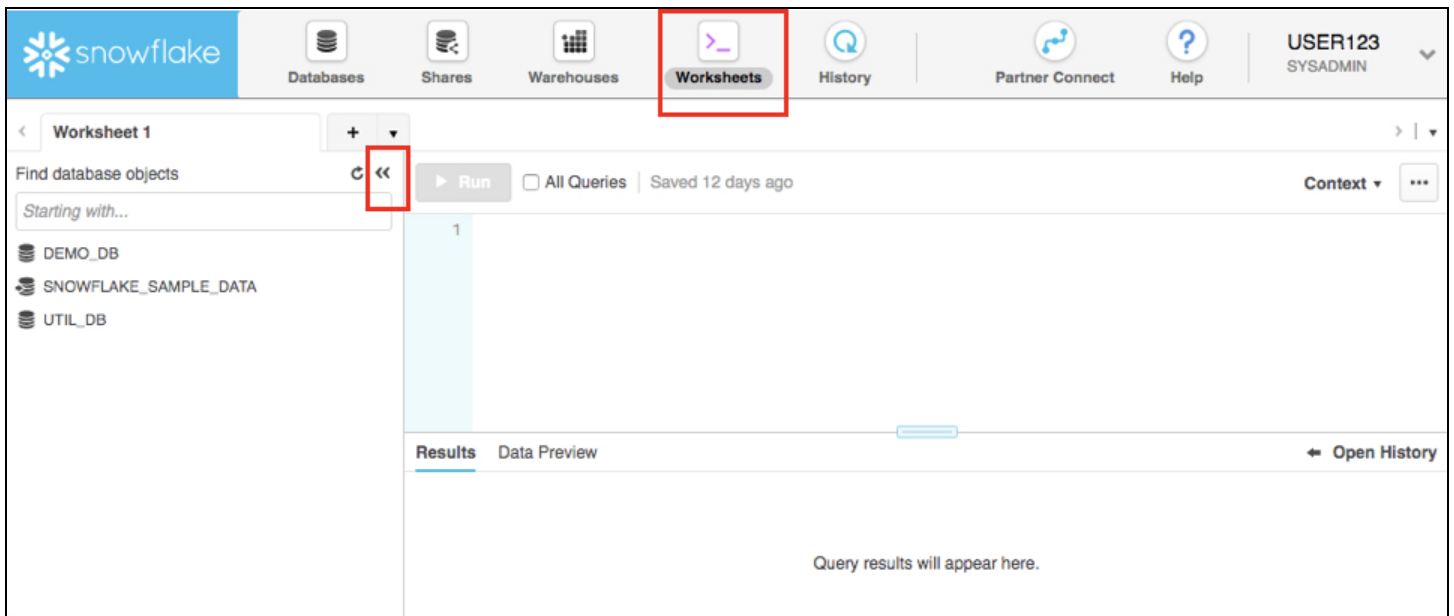 snowflake
Databases Shares Warehouses Worksheets History Partner Connect Help USER123
SYSADMIN
Worksheet 1 +
Find database objects
Run All Queries Saved 12 days ago Context ...
Starting with...
1
DEMO_DB
SNOWFLAKE_SAMPLE_DATA
UTIL_DB
Results Data Preview Open History
Query results will appear here.